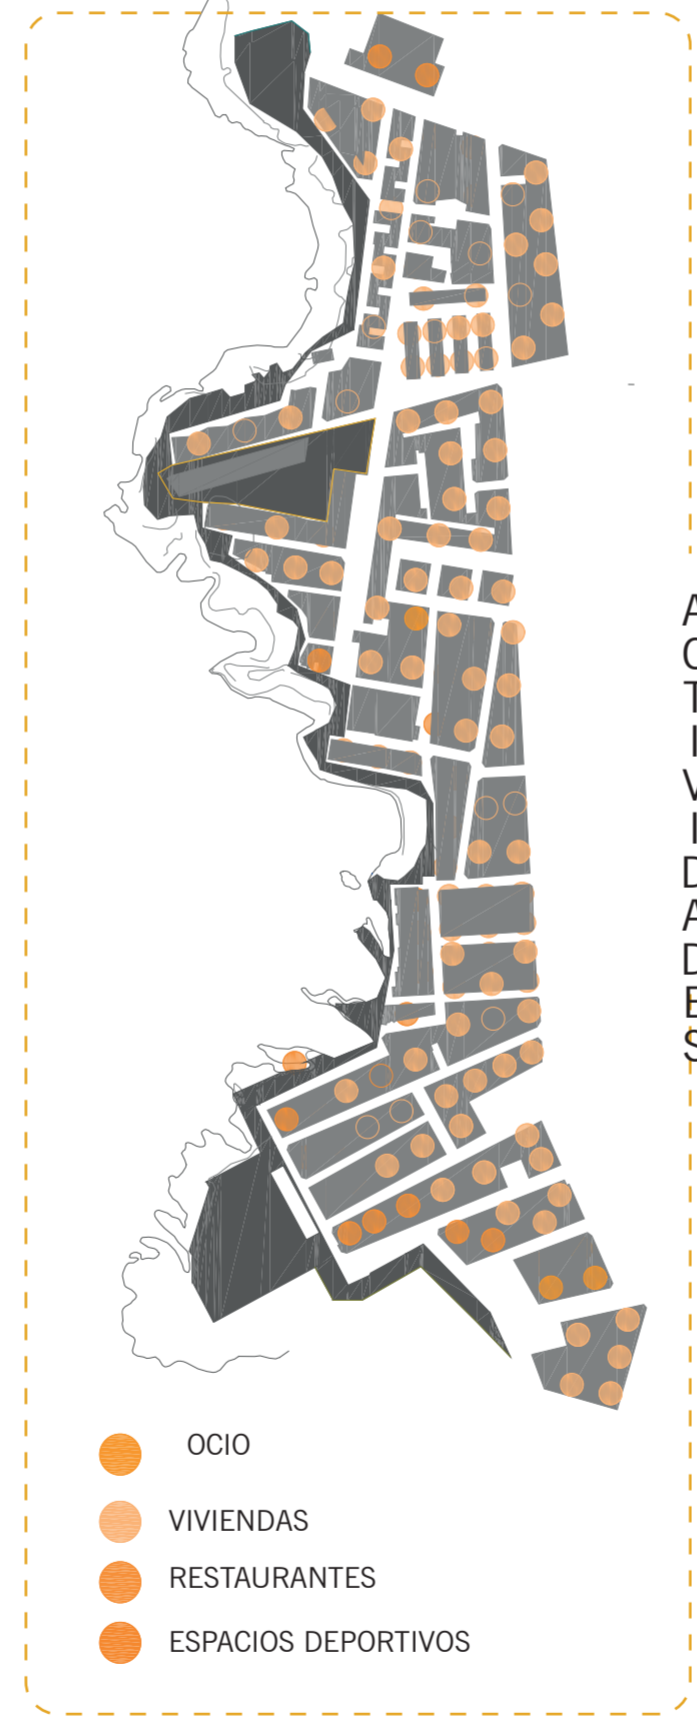 A
C
T
I
V
I
D
A
D
E
S
OCIO
VIVIENDAS
RESTAURANTES
ESPACIOS DEPORTIVOS